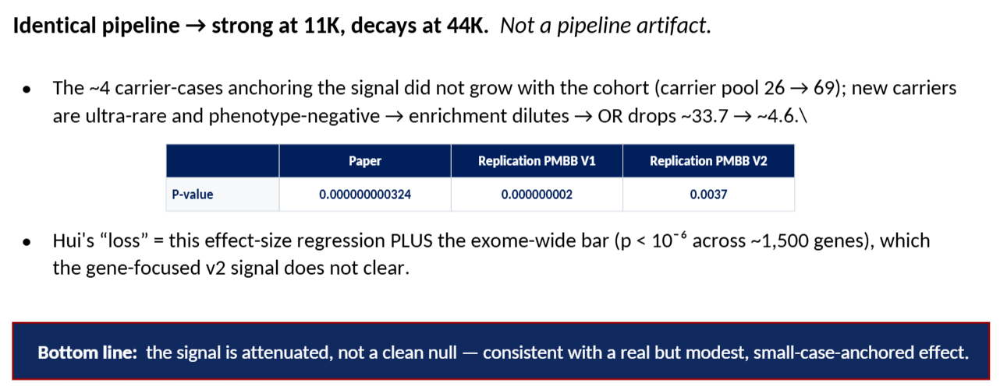 Identical pipeline → strong at 11K, decays at 44K. Not a pipeline artifact.
• The ~4 carrier-cases anchoring the signal did not grow with the cohort (carrier pool 26 → 69); new carriers
are ultra-rare and phenotype-negative → enrichment dilutes → OR drops ~33.7 → ~4.6.\
Paper Replication PMBB V1 Replication PMBB V2
P-value 0.000000000324 0.000000002 0.0037
• Hui's “loss” = this effect-size regression PLUS the exome-wide bar (p < 10⁻⁶ across ~1,500 genes), which
the gene-focused v2 signal does not clear.
Bottom line: the signal is attenuated, not a clean null — consistent with a real but modest, small-case-anchored effect.